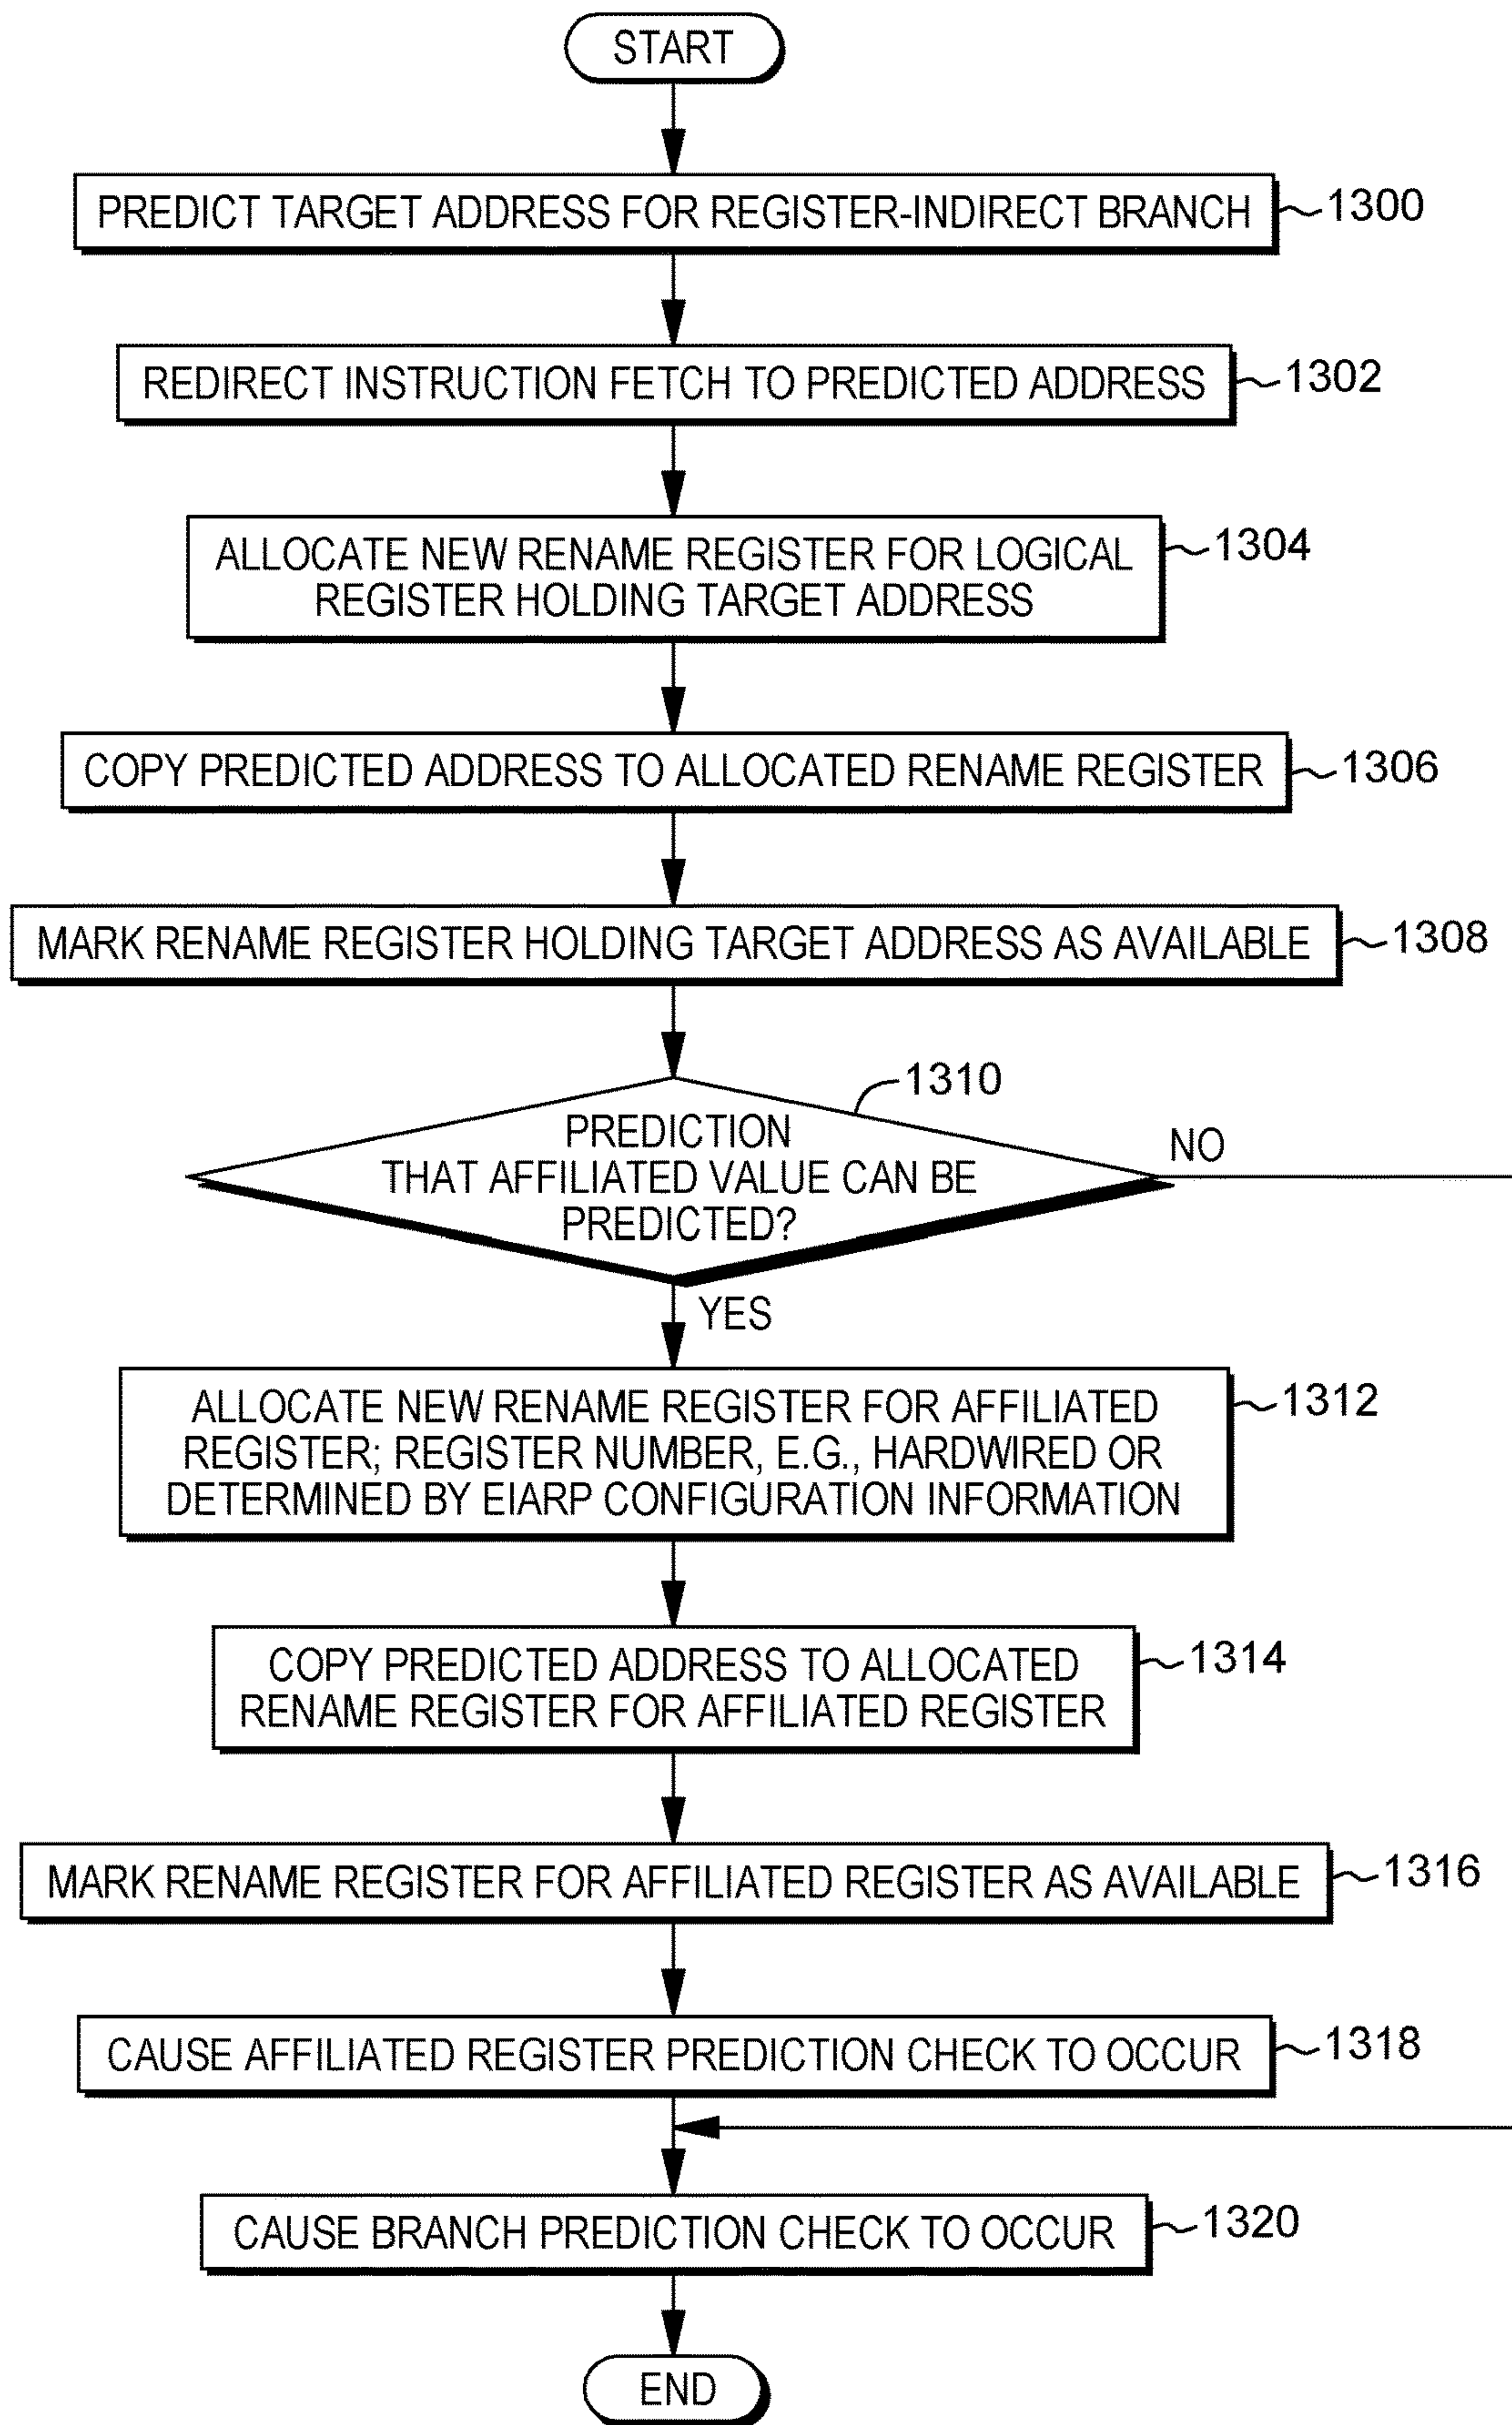 START
PREDICT TARGET ADDRESS FOR REGISTER-INDIRECT BRANCH
1300
REDIRECT INSTRUCTION FETCH TO PREDICTED ADDRESS
1302
ALLOCATE NEW RENAME REGISTER FOR LOGICAL
REGISTER HOLDING TARGET ADDRESS
1304
COPY PREDICTED ADDRESS TO ALLOCATED RENAME REGISTER
1306
MARK RENAME REGISTER HOLDING TARGET ADDRESS AS AVAILABLE
1308
1310
PREDICTION
THAT AFFILIATED VALUE CAN BE
PREDICTED?
NO
YES
ALLOCATE NEW RENAME REGISTER FOR AFFILIATED
REGISTER; REGISTER NUMBER, E.G., HARDWIRED OR
DETERMINED BY EIARP CONFIGURATION INFORMATION
1312
COPY PREDICTED ADDRESS TO ALLOCATED
RENAME REGISTER FOR AFFILIATED REGISTER
1314
MARK RENAME REGISTER FOR AFFILIATED REGISTER AS AVAILABLE
1316
CAUSE AFFILIATED REGISTER PREDICTION CHECK TO OCCUR
1318
CAUSE BRANCH PREDICTION CHECK TO OCCUR
1320
END